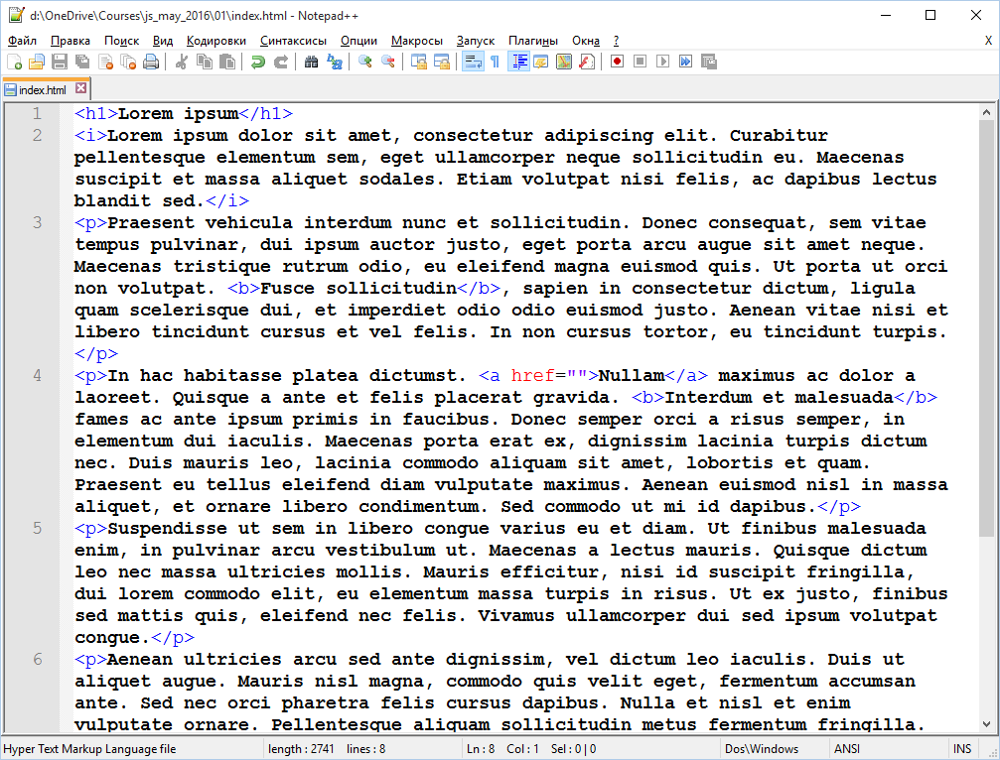 d:\OneDrive\Courses\js_may_2016\01\index.html - Notepad++
Файл Правка Поиск Вид Кодировки Синтаксисы Опции Макросы Запуск Плагины Окна ? X
index.html
1 <h1>Lorem ipsum</h1>
2 <i>Lorem ipsum dolor sit amet, consectetur adipiscing elit. Curabitur
pellentesque elementum sem, eget ullamcorper neque sollicitudin eu. Maecenas
suscipit et massa aliquet sodales. Etiam volutpat nisi felis, ac dapibus lectus
blandit sed.</i>
3 <p>Praesent vehicula interdum nunc et sollicitudin. Donec consequat, sem vitae
tempus pulvinar, dui ipsum auctor justo, eget porta arcu augue sit amet neque.
Maecenas tristique rutrum odio, eu eleifend magna euismod quis. Ut porta ut orci
non volutpat. <b>Fusce sollicitudin</b>, sapien in consectetur dictum, ligula
quam scelerisque dui, et imperdiet odio odio euismod justo. Aenean vitae nisi et
libero tincidunt cursus et vel felis. In non cursus tortor, eu tincidunt turpis.
</p>
4 <p>In hac habitasse platea dictumst. <a href="">Nullam</a> maximus ac dolor a
laoreet. Quisque a ante et felis placerat gravida. <b>Interdum et malesuada</b>
fames ac ante ipsum primis in faucibus. Donec semper orci a risus semper, in
elementum dui iaculis. Maecenas porta erat ex, dignissim lacinia turpis dictum
nec. Duis mauris leo, lacinia commodo aliquam sit amet, lobortis et quam.
Praesent eu tellus eleifend diam vulputate maximus. Aenean euismod nisl in massa
aliquet, et ornare libero condimentum. Sed commodo ut mi id dapibus.</p>
5 <p>Suspendisse ut sem in libero congue varius eu et diam. Ut finibus malesuada
enim, in pulvinar arcu vestibulum ut. Maecenas a lectus mauris. Quisque dictum
leo nec massa ultricies mollis. Mauris efficitur, nisi id suscipit fringilla,
dui lorem commodo elit, eu elementum massa turpis in risus. Ut ex justo, finibus
sed mattis quis, eleifend nec felis. Vivamus ullamcorper dui sed ipsum volutpat
congue.</p>
6 <p>Aenean ultricies arcu sed ante dignissim, vel dictum leo iaculis. Duis ut
aliquet augue. Mauris nisl magna, commodo quis velit eget, fermentum accumsan
ante. Sed nec orci pharetra felis cursus dapibus. Nulla et nisl et enim
vulputate ornare. Pellentesque aliquam sollicitudin metus fermentum fringilla.
Hyper Text Markup Language file length : 2741 lines : 8 Ln : 8 Col : 1 Sel : 0 | 0 Dos\Windows ANSI INS